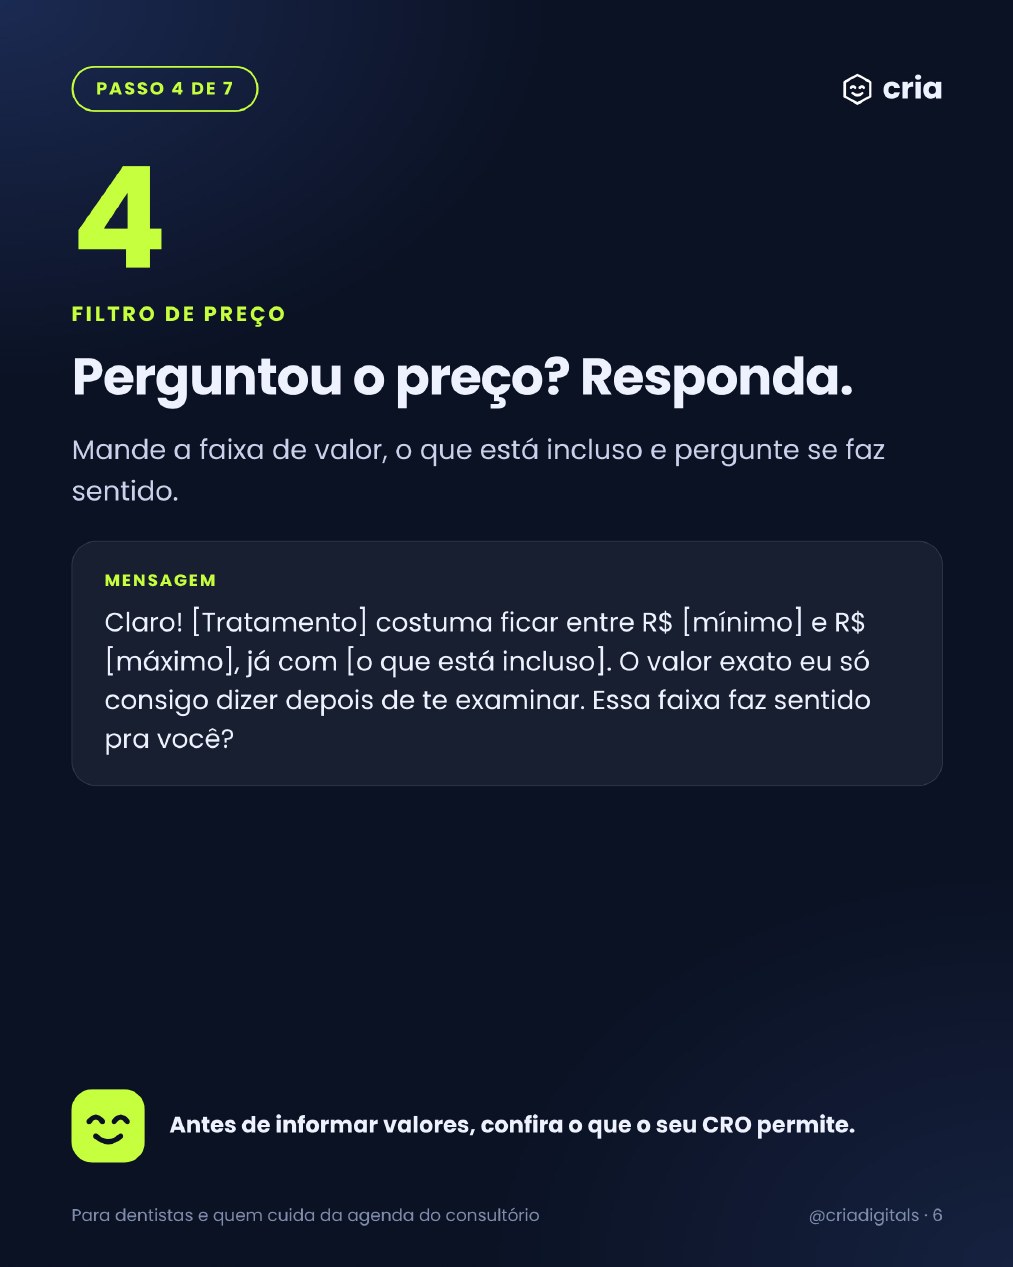 PASSO 4 DE 7
cria
4
FILTRO DE PREÇO
Perguntou o preço? Responda.
Mande a faixa de valor, o que está incluso e pergunte se faz
sentido.
MENSAGEM
Claro! [Tratamento] costuma ficar entre R$ [mínimo] e R$
[máximo], já com [o que está incluso]. O valor exato eu só
consigo dizer depois de te examinar. Essa faixa faz sentido
pra você?
Antes de informar valores, confira o que o seu CRO permite.
Para dentistas e quem cuida da agenda do consultório
@criadigitals · 6